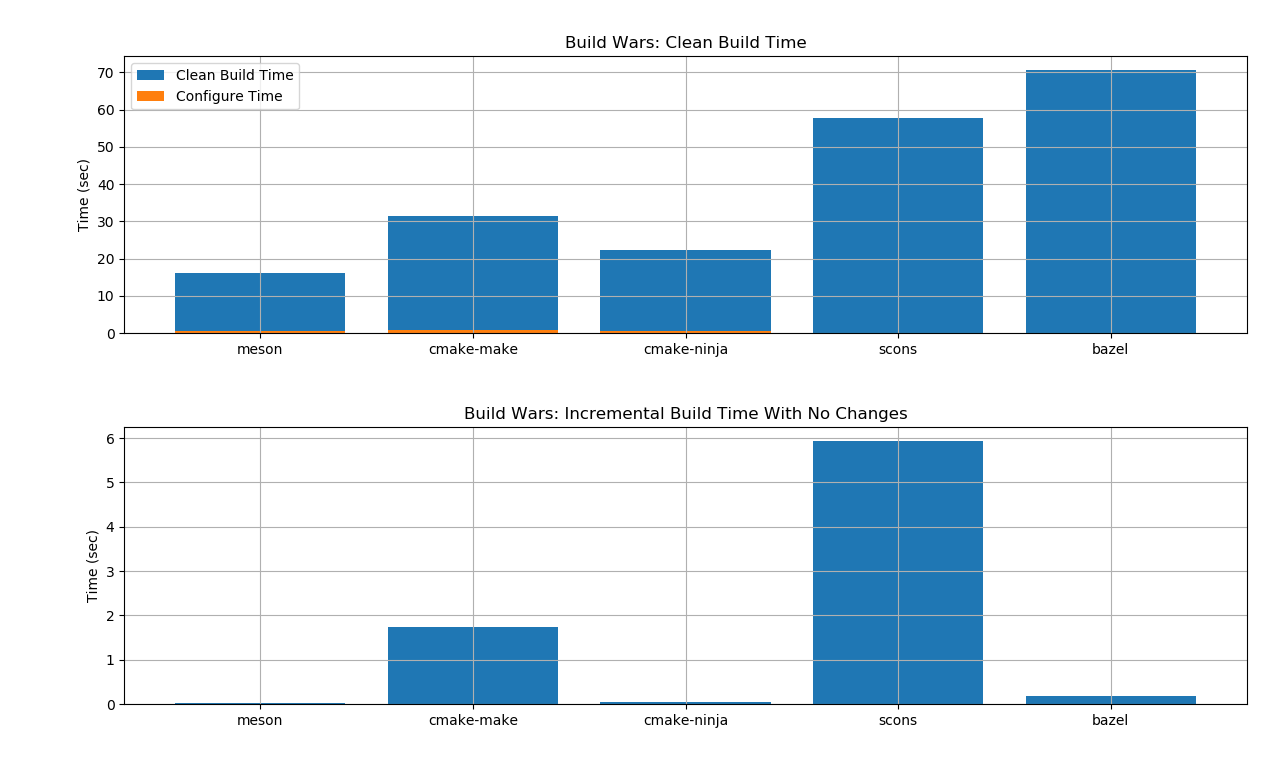 Build Wars: Clean Build Time
Clean Build Time
Configure Time
Time (sec)
70
60
50
40
30
20
10
0
meson cmake-make cmake-ninja scons bazel
Build Wars: Incremental Build Time With No Changes
Time (sec)
6
5
4
3
2
1
0
meson cmake-make cmake-ninja scons bazel